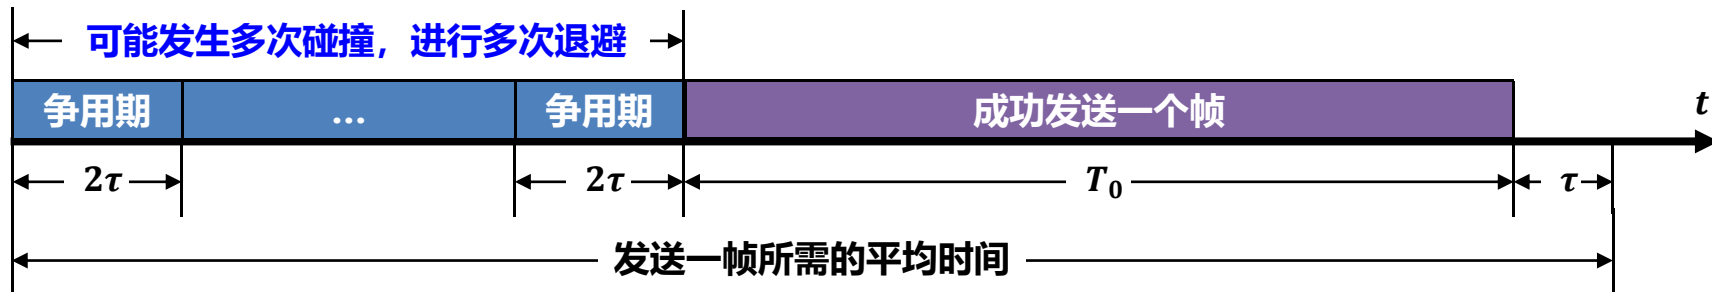 可能发生多次碰撞，进行多次退避
争用期 … 争用期 成功发送一个帧 t
2τ 2τ T₀ τ
发送一帧所需的平均时间